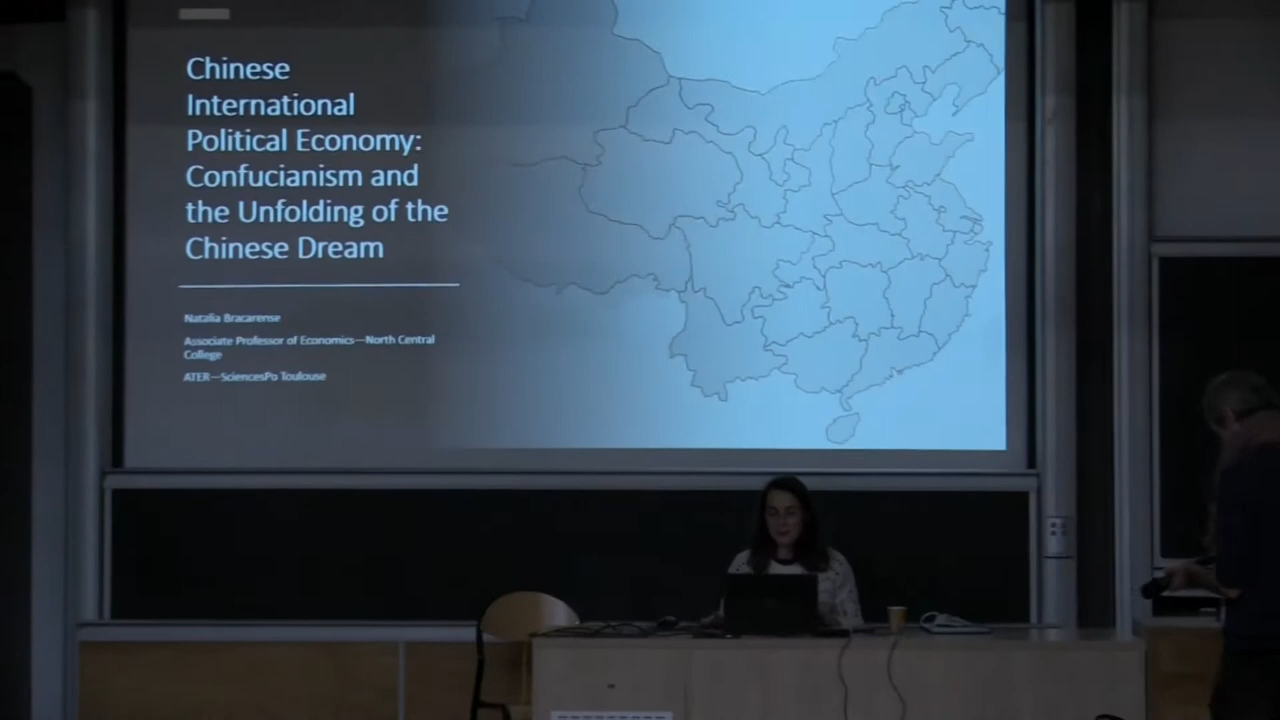 Chinese
International
Political Economy:
Confucianism and
the Unfolding of the
Chinese Dream
Natalia Bracarense
Associate Professor of Economics—North Central
College
ATER—SciencesPo Toulouse